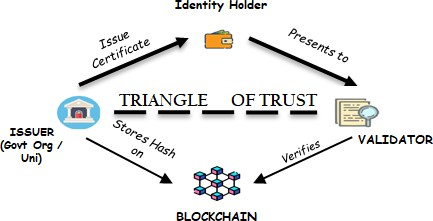 Identity Holder
Issue
Certificate
Presents to
TRIANGLE OF TRUST
ISSUER
(Govt Org /
Uni)
Stores Hash
on
Verifies
VALIDATOR
BLOCKCHAIN